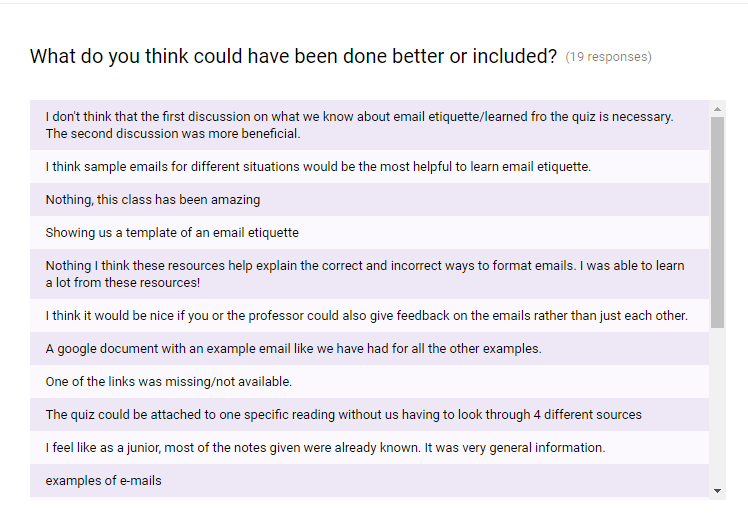 What do you think could have been done better or included? (19 responses)
I don't think that the first discussion on what we know about email etiquette/learned fro the quiz is necessary.
The second discussion was more beneficial.
I think sample emails for different situations would be the most helpful to learn email etiquette.
Nothing, this class has been amazing
Showing us a template of an email etiquette
Nothing I think these resources help explain the correct and incorrect ways to format emails. I was able to learn
a lot from these resources!
I think it would be nice if you or the professor could also give feedback on the emails rather than just each other.
A google document with an example email like we have had for all the other examples.
One of the links was missing/not available.
The quiz could be attached to one specific reading without us having to look through 4 different sources
I feel like as a junior, most of the notes given were already known. It was very general information.
examples of e-mails